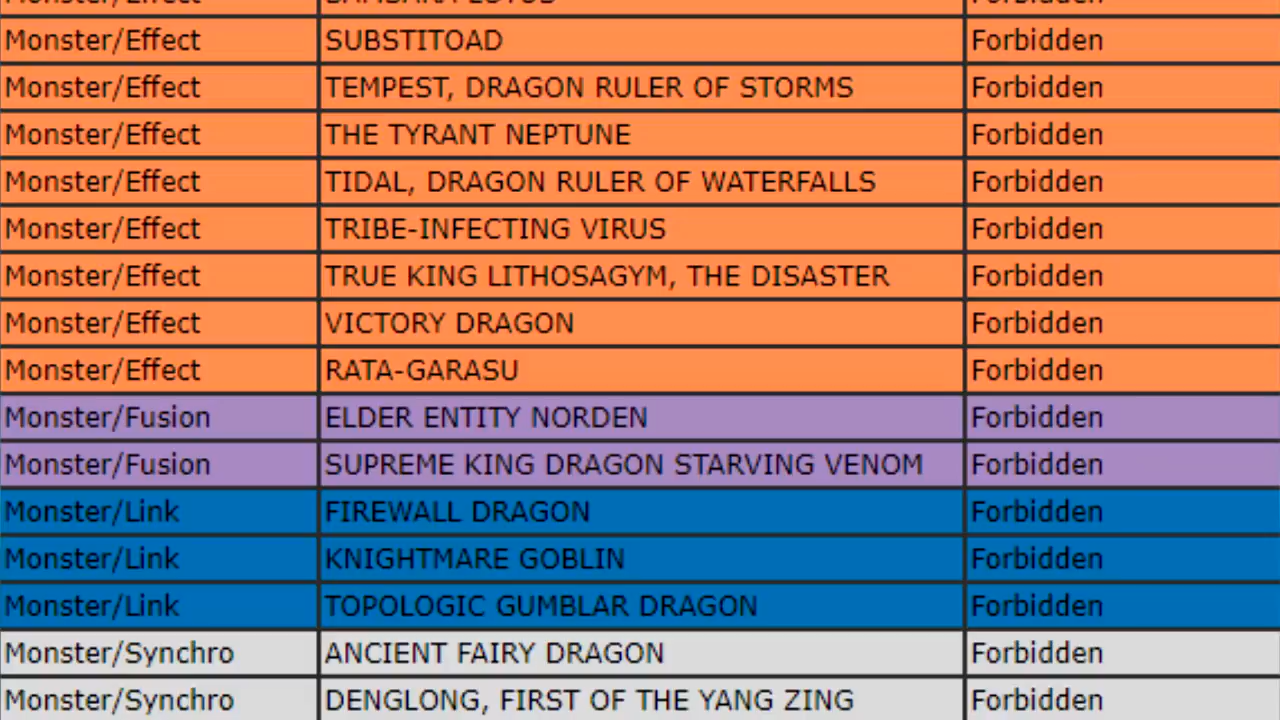 Monster/Effect SAMSARA LOTUS Forbidden
Monster/Effect SUBSTITOAD Forbidden
Monster/Effect TEMPEST, DRAGON RULER OF STORMS Forbidden
Monster/Effect THE TYRANT NEPTUNE Forbidden
Monster/Effect TIDAL, DRAGON RULER OF WATERFALLS Forbidden
Monster/Effect TRIBE-INFECTING VIRUS Forbidden
Monster/Effect TRUE KING LITHOSAGYM, THE DISASTER Forbidden
Monster/Effect VICTORY DRAGON Forbidden
Monster/Effect RATA-GARASU Forbidden
Monster/Fusion ELDER ENTITY NORDEN Forbidden
Monster/Fusion SUPREME KING DRAGON STARVING VENOM Forbidden
Monster/Link FIREWALL DRAGON Forbidden
Monster/Link KNIGHTMARE GOBLIN Forbidden
Monster/Link TOPOLOGIC GUMBLAR DRAGON Forbidden
Monster/Synchro ANCIENT FAIRY DRAGON Forbidden
Monster/Synchro DENGLONG, FIRST OF THE YANG ZING Forbidden